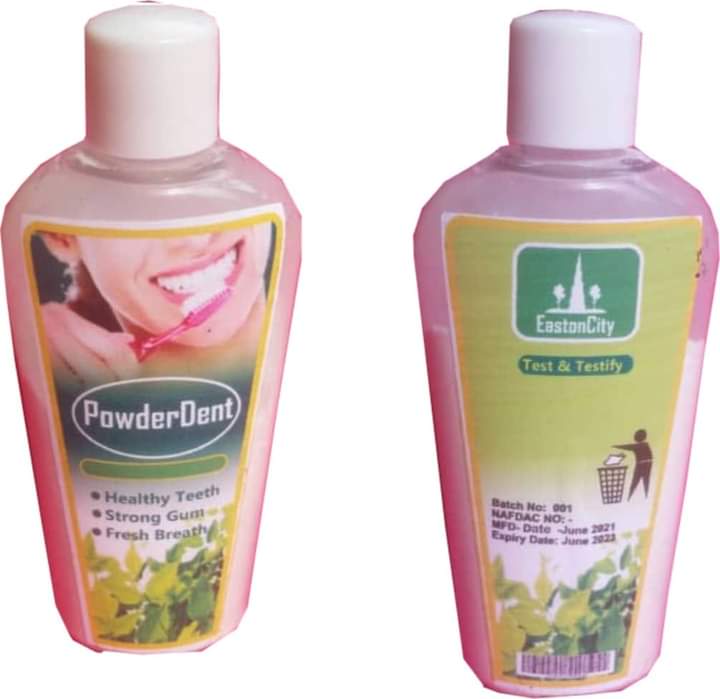 PowderDent
• Healthy Teeth
• Strong Gum
• Fresh Breath
EastonCity
Test & Testify
Batch No: 001
NAFDAC NO: -
MFD- Date -June 2021
Expiry Date: June 2023